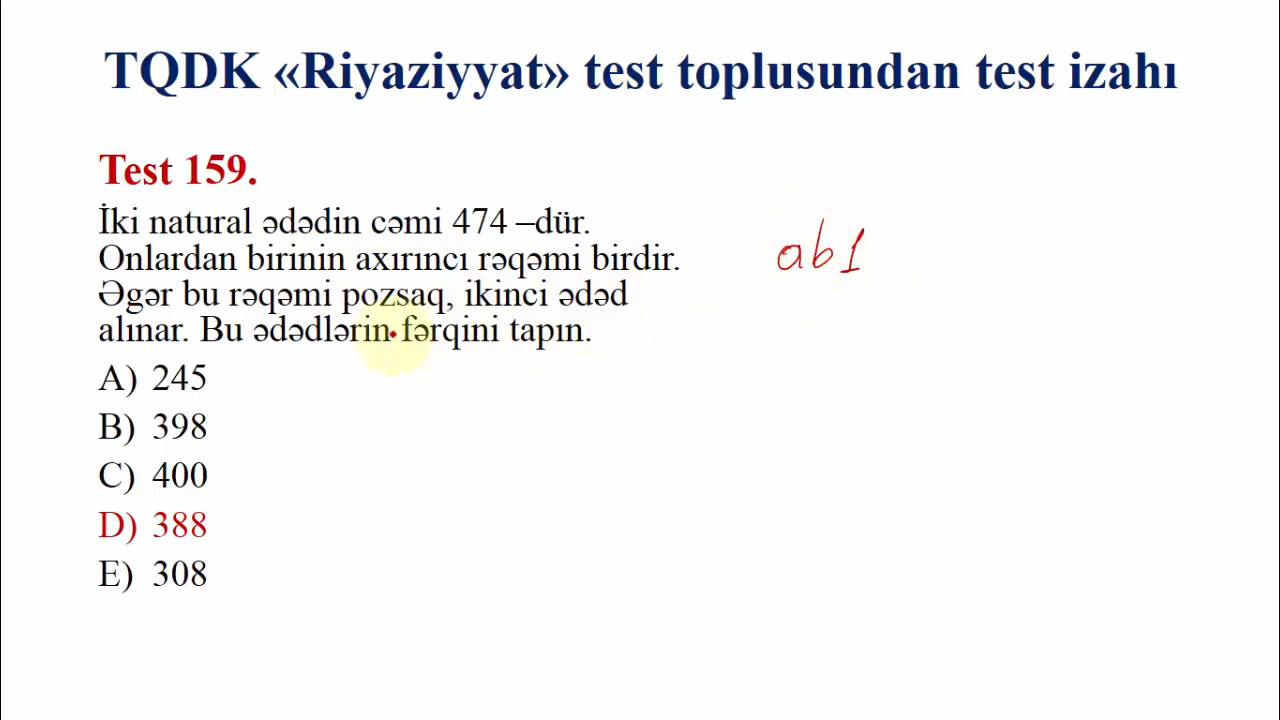 TQDK «Riyaziyyat» test toplusundan test izahı
Test 159.
İki natural ədədin cəmi 474 –dür.
Onlardan birinin axırıncı rəqəmi birdir.
Əgər bu rəqəmi pozsaq, ikinci ədəd
alınar. Bu ədədlərin fərqini tapın.
ab1
A) 245
B) 398
C) 400
D) 388
E) 308